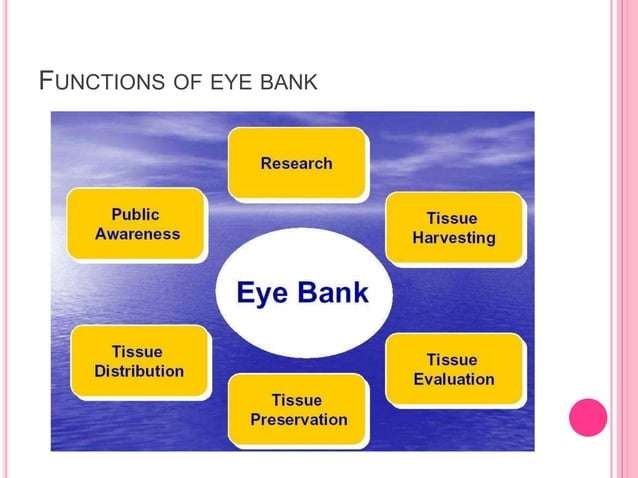 FUNCTIONS OF EYE BANK
Research
Public
Awareness
Tissue
Harvesting
Eye Bank
Tissue
Distribution
Tissue
Evaluation
Tissue
Preservation